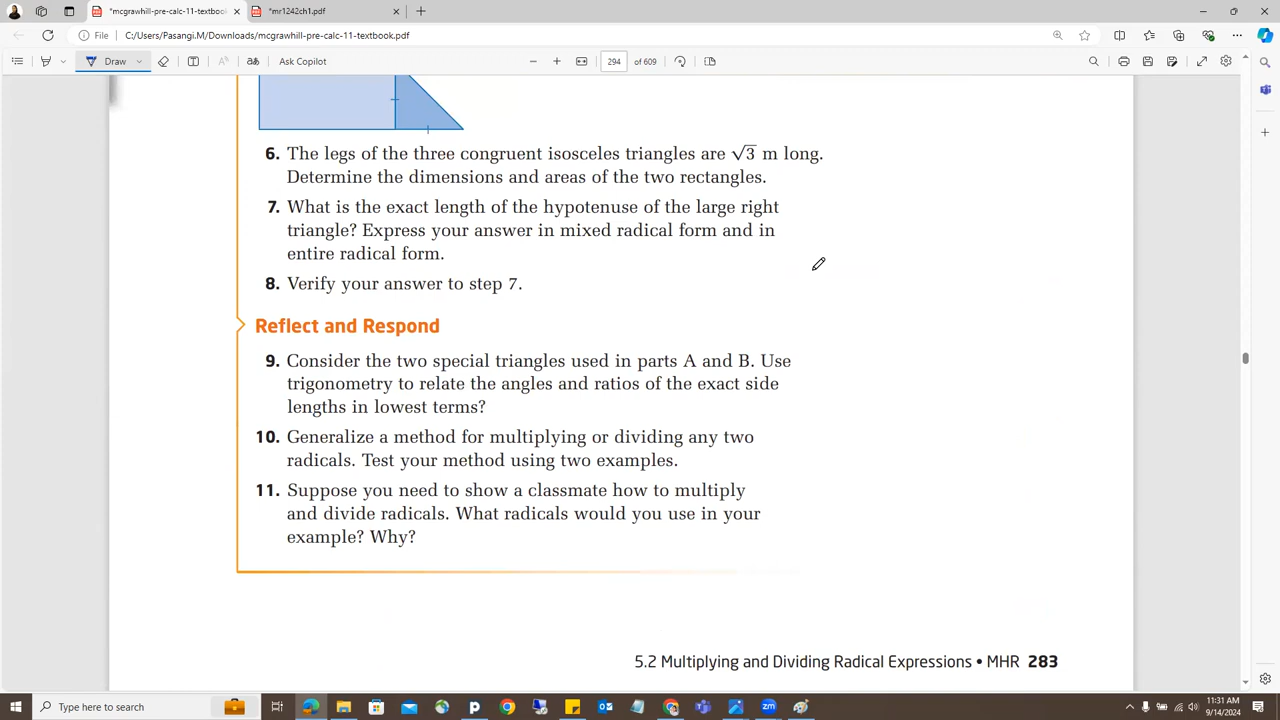 *mcgrawhill-pre-calc-11-textbook.
*mr1242ch1.pdf
File
C:/Users/Pasangi.M/Downloads/mcgrawhill-pre-calc-11-textbook.pdf
Draw
Ask Copilot
294 of 609
6. The legs of the three congruent isosceles triangles are √3 m long.
Determine the dimensions and areas of the two rectangles.
7. What is the exact length of the hypotenuse of the large right
triangle? Express your answer in mixed radical form and in
entire radical form.
8. Verify your answer to step 7.
Reflect and Respond
9. Consider the two special triangles used in parts A and B. Use
trigonometry to relate the angles and ratios of the exact side
lengths in lowest terms?
10. Generalize a method for multiplying or dividing any two
radicals. Test your method using two examples.
11. Suppose you need to show a classmate how to multiply
and divide radicals. What radicals would you use in your
example? Why?
5.2 Multiplying and Dividing Radical Expressions • MHR 283
Type here to search
11:31 AM
9/14/2024